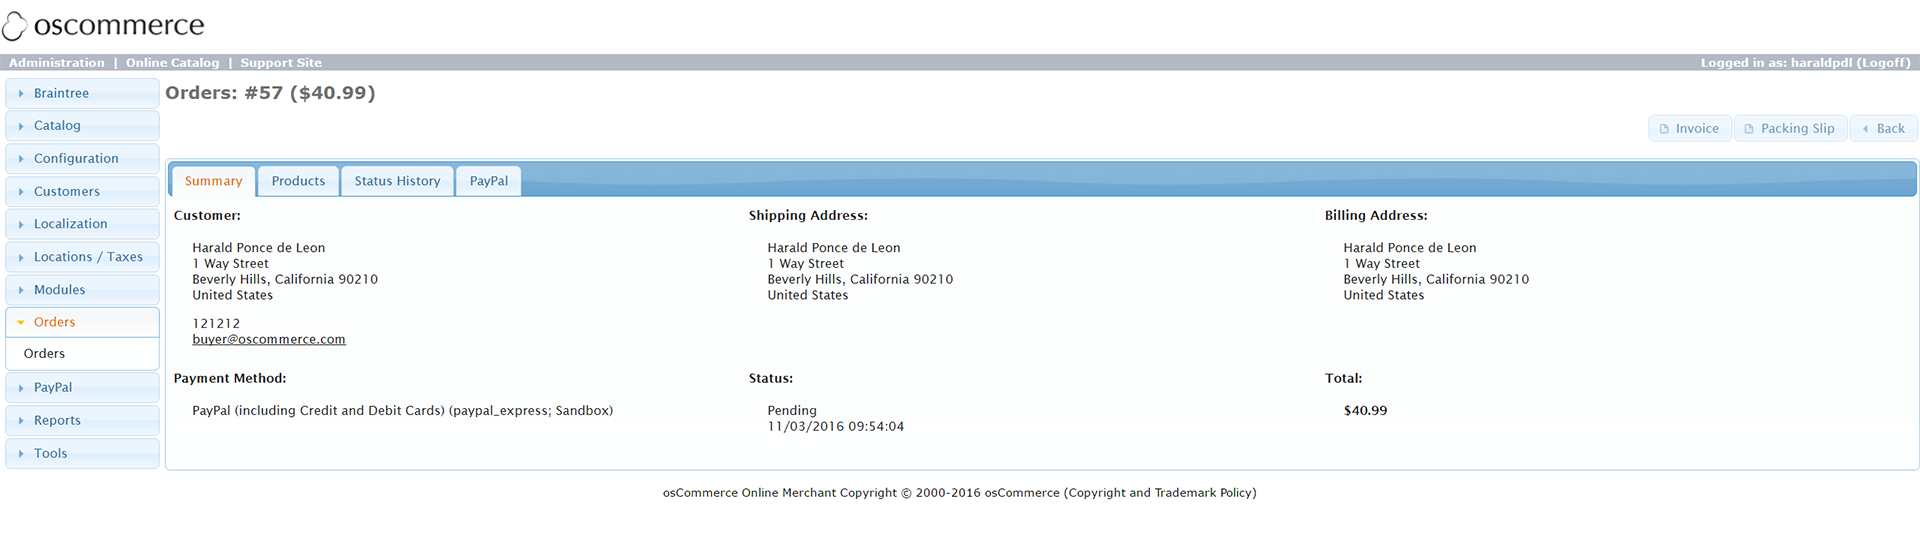 oscommerce
Administration | Online Catalog | Support Site
Logged in as: haraldpdl (Logoff)
Braintree
Catalog
Configuration
Customers
Localization
Locations / Taxes
Modules
Orders
Orders
PayPal
Reports
Tools
Orders: #57 ($40.99)
Invoice
Packing Slip
Back
Summary
Products
Status History
PayPal
Customer:
Harald Ponce de Leon
1 Way Street
Beverly Hills, California 90210
United States
121212
buyer@oscommerce.com
Shipping Address:
Harald Ponce de Leon
1 Way Street
Beverly Hills, California 90210
United States
Billing Address:
Harald Ponce de Leon
1 Way Street
Beverly Hills, California 90210
United States
Payment Method:
PayPal (including Credit and Debit Cards) (paypal_express; Sandbox)
Status:
Pending
11/03/2016 09:54:04
Total:
$40.99
osCommerce Online Merchant Copyright © 2000-2016 osCommerce (Copyright and Trademark Policy)